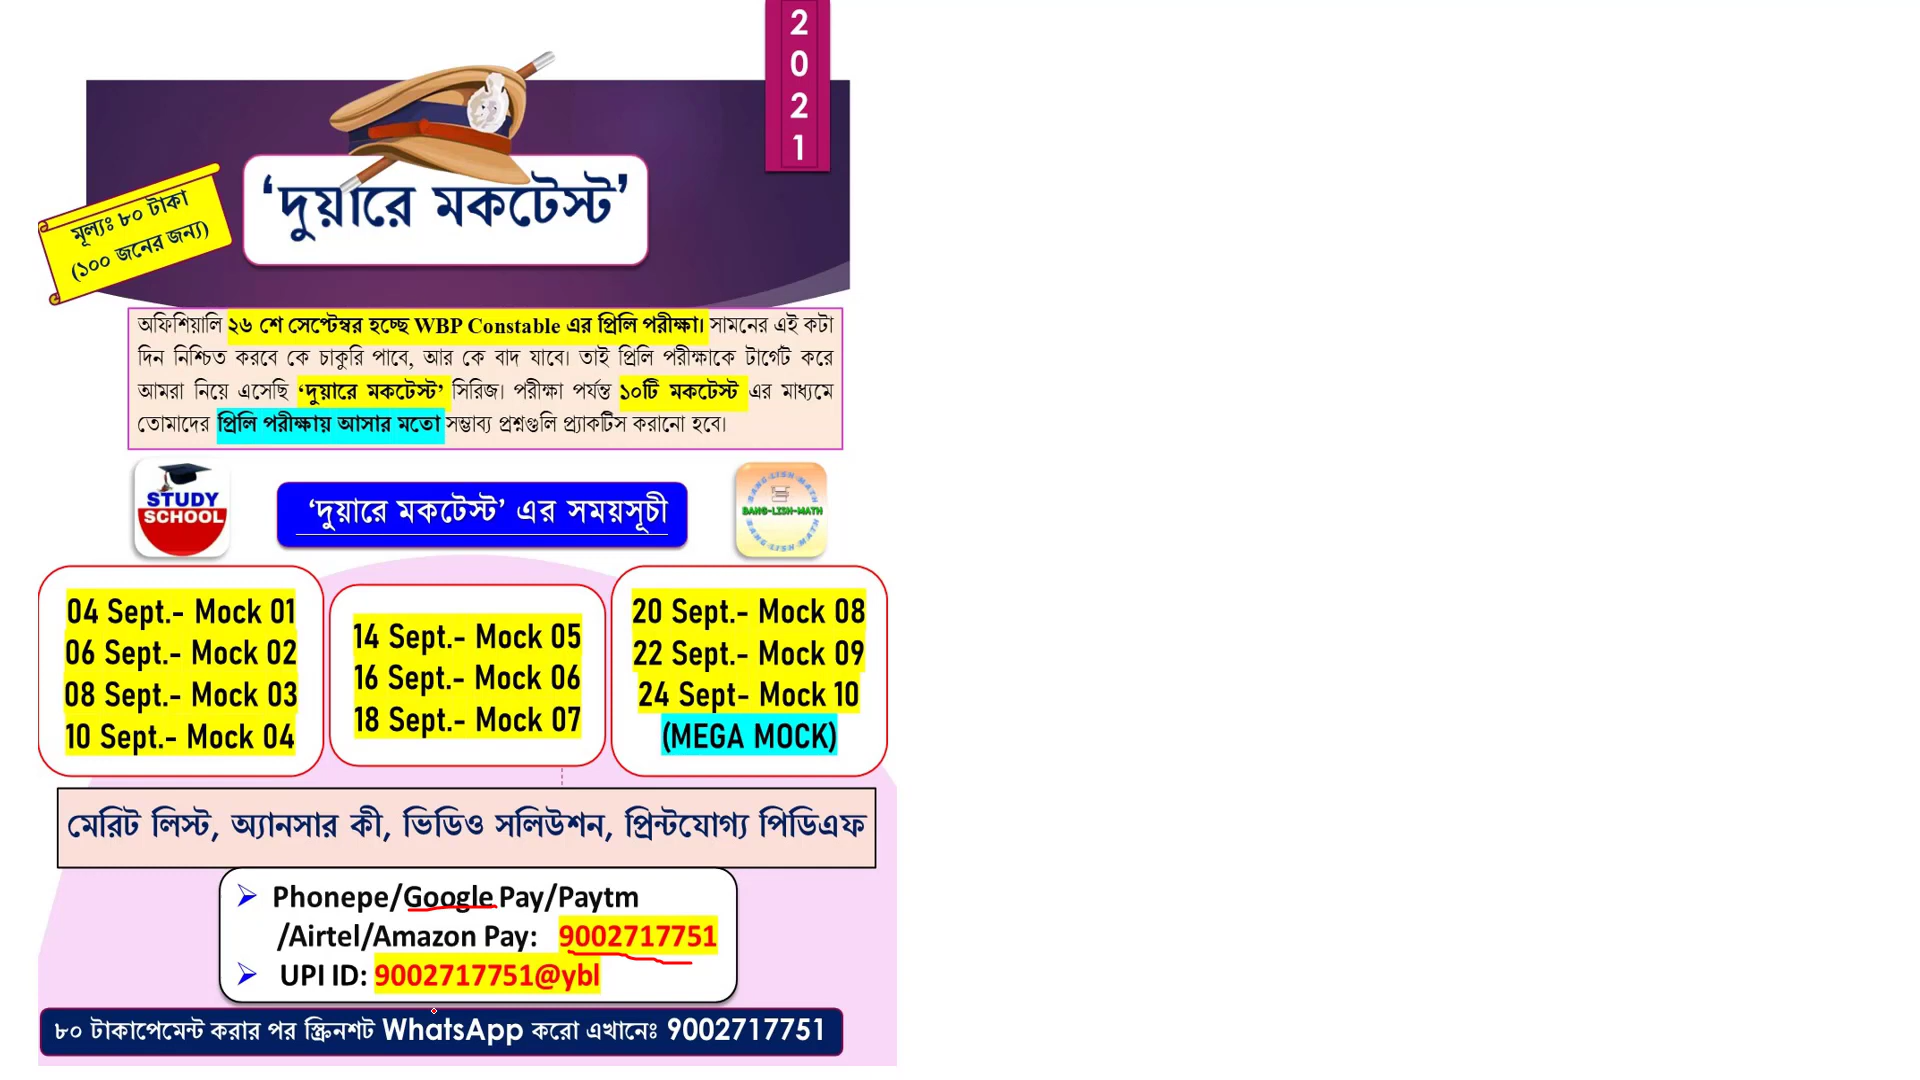 2
0
2
1
‘দুয়ারে মকটেস্ট’
মূল্যঃ ৮০ টাকা
(১০০ জনের জন্য)
অফিশিয়ালি ২৬ শে সেপ্টেম্বর হচ্ছে WBP Constable এর প্রিলি পরীক্ষা। সামনের এই কটা
দিন নিশ্চিত করবে কে চাকুরি পাবে, আর কে বাদ যাবে। তাই প্রিলি পরীক্ষাকে টার্গেট করে
আমরা নিয়ে এসেছি ‘দুয়ারে মকটেস্ট’ সিরিজ। পরীক্ষা পর্যন্ত ১০টি মকটেস্ট এর মাধ্যমে
তোমাদের প্রিলি পরীক্ষায় আসার মতো সম্ভাব্য প্রশ্নগুলি প্র্যাকটিস করানো হবে।
STUDY
SCHOOL
‘দুয়ারে মকটেস্ট’ এর সময়সূচী
BANG-LISH-MATH
BANG-LISH-MATH
BANG-LISH MATH
04 Sept.- Mock 01
06 Sept.- Mock 02
08 Sept.- Mock 03
10 Sept.- Mock 04
14 Sept.- Mock 05
16 Sept.- Mock 06
18 Sept.- Mock 07
20 Sept.- Mock 08
22 Sept.- Mock 09
24 Sept- Mock 10
(MEGA MOCK)
মেরিট লিস্ট, অ্যানসার কী, ভিডিও সলিউশন, প্রিন্টযোগ্য পিডিএফ
Phonepe/Google Pay/Paytm
/Airtel/Amazon Pay: 9002717751
UPI ID: 9002717751@ybl
৮০ টাকাপেমেন্ট করার পর স্ক্রিনশট WhatsApp করো এখানেঃ 9002717751